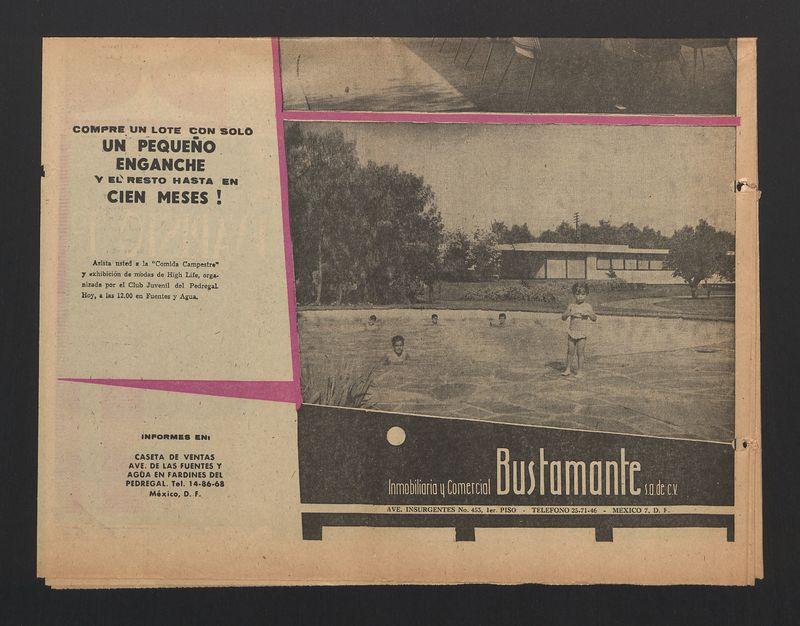 COMPRE UN LOTE CON SOLO
UN PEQUEÑO
ENGANCHE
Y EL RESTO HASTA EN
CIEN MESES !
Asista usted a la "Comida Campestre"
y exhibición de modas de High Life, orga-
nizada por el Club Juvenil del Pedregal.
Hoy, a las 12.00 en Fuentes y Agua.
INFORMES EN:
CASETA DE VENTAS
AVE. DE LAS FUENTES Y
AGUA EN FARDINES DEL
PEDREGAL. Tel. 14-86-68
México, D. F.
Inmobiliaria y Comercial Bustamante s.a. de c.v.
AVE. INSURGENTES No. 453, 1er. PISO - TELEFONO 25-71-46 - MEXICO 7, D. F.